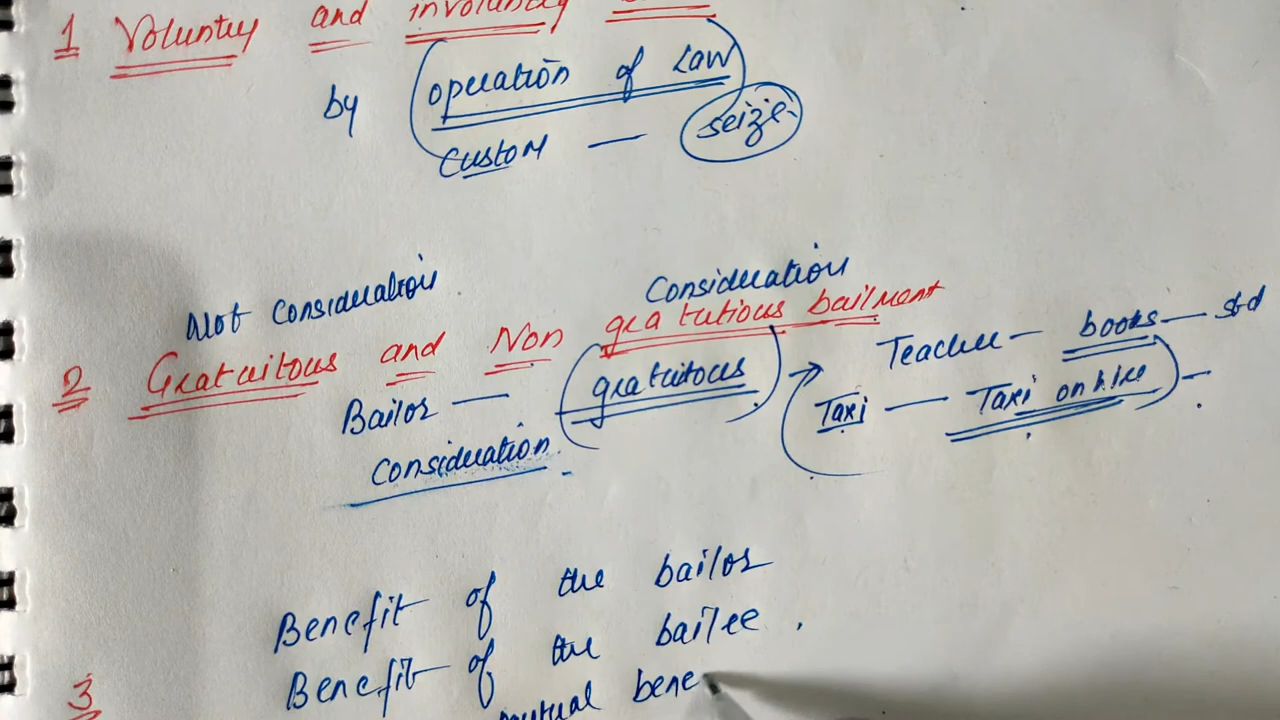 1 Voluntry and involuntry
by operation of Law
Custom — seize.
Not Consideration Consideration
2 Gratuitous and Non gratutious bailment
Bailor — gratuitous → Teacher — books — std
Consideration. Taxi — Taxi on hire —
Benefit of the bailor
Benefit of the bailee.
3 mutual bene